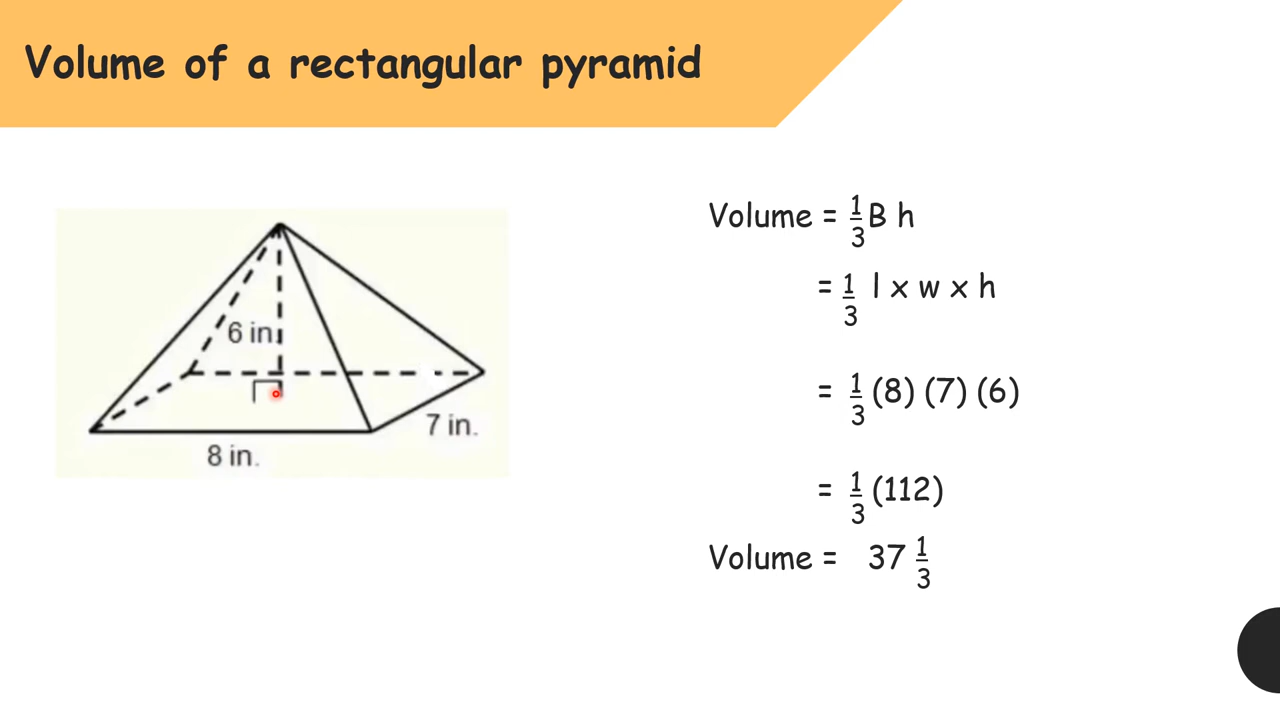 Volume of a rectangular pyramid
6 in.
7 in.
8 in.
Volume = 1/3 B h
= 1/3 l x w x h
= 1/3 (8) (7) (6)
= 1/3 (112)
Volume = 37 1/3